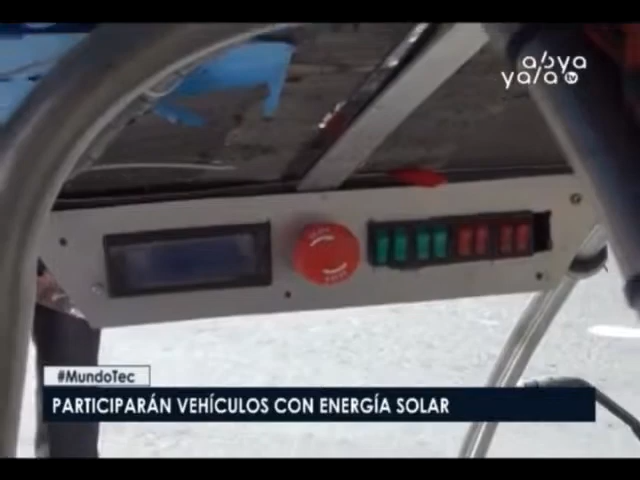 abya
yala tv
#MundoTec
PARTICIPARÁN VEHÍCULOS CON ENERGÍA SOLAR